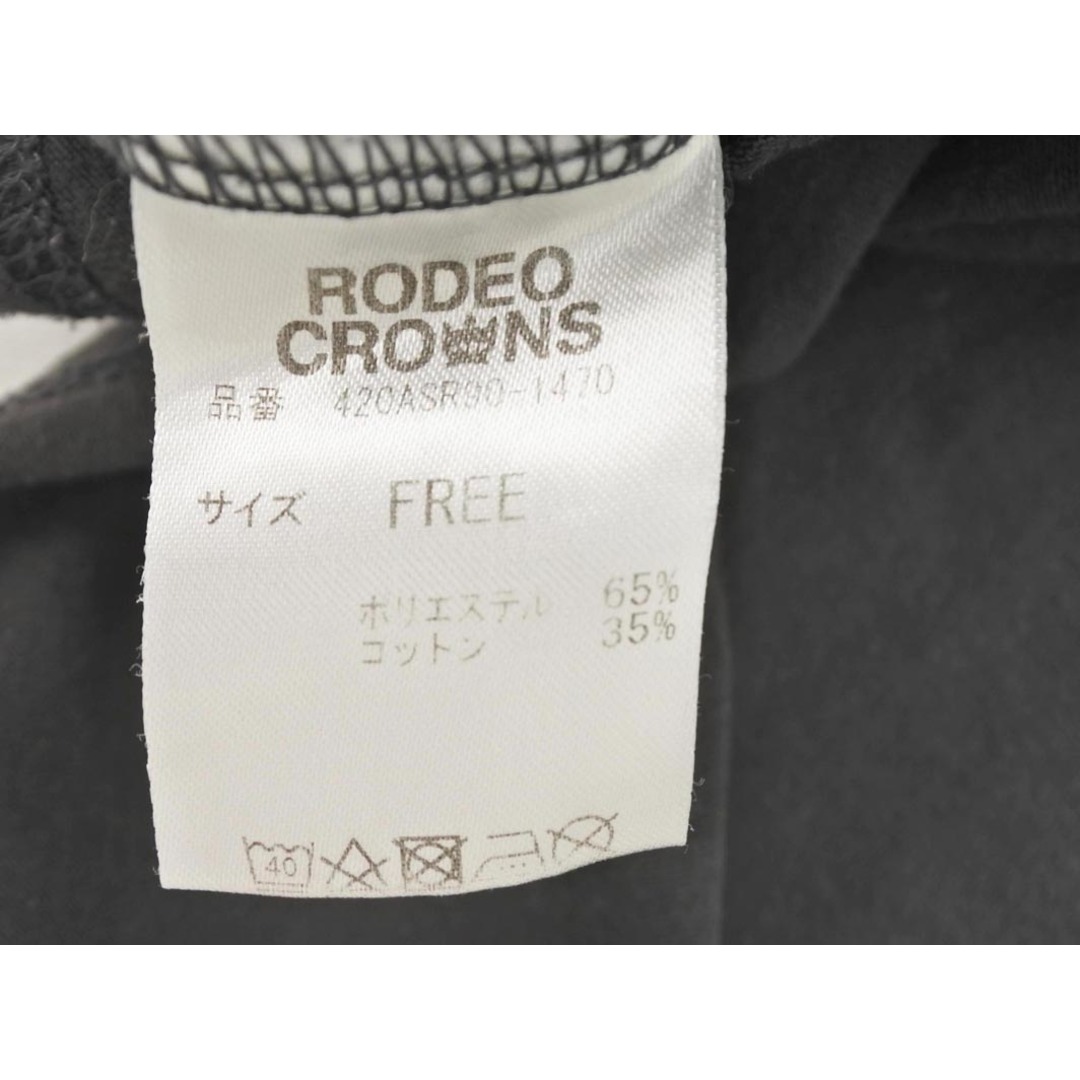 RODEO
CROWNS
品番 420ASR90-1470
サイズ FREE
ポリエステル 65%
コットン 35%
40